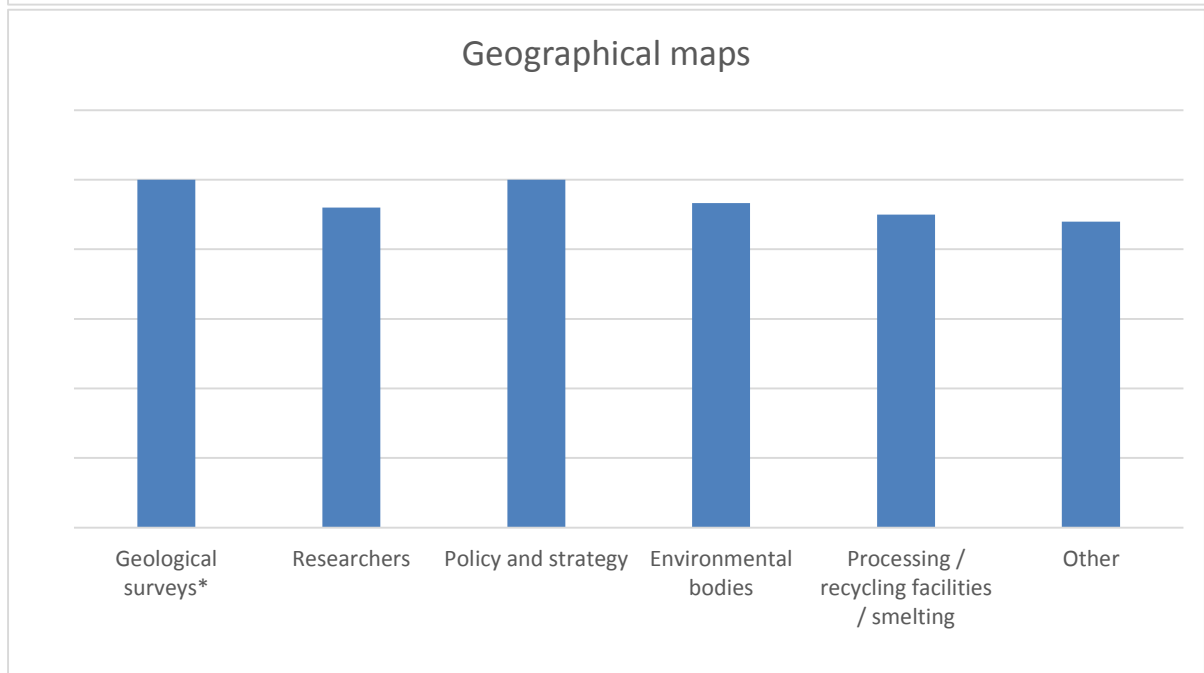 Geographical maps
Geological
surveys*
Researchers
Policy and strategy
Environmental
bodies
Processing /
recycling facilities
/ smelting
Other